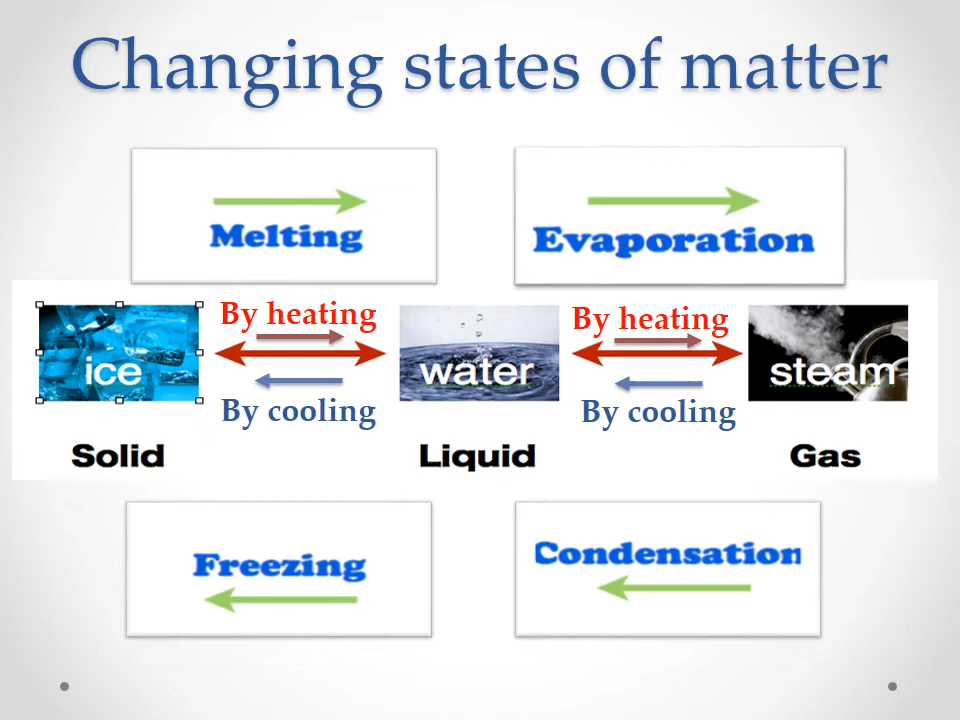 Changing states of matter
Melting
Evaporation
By heating
By heating
ice
water
steam
By cooling
By cooling
Solid
Liquid
Gas
Freezing
Condensation